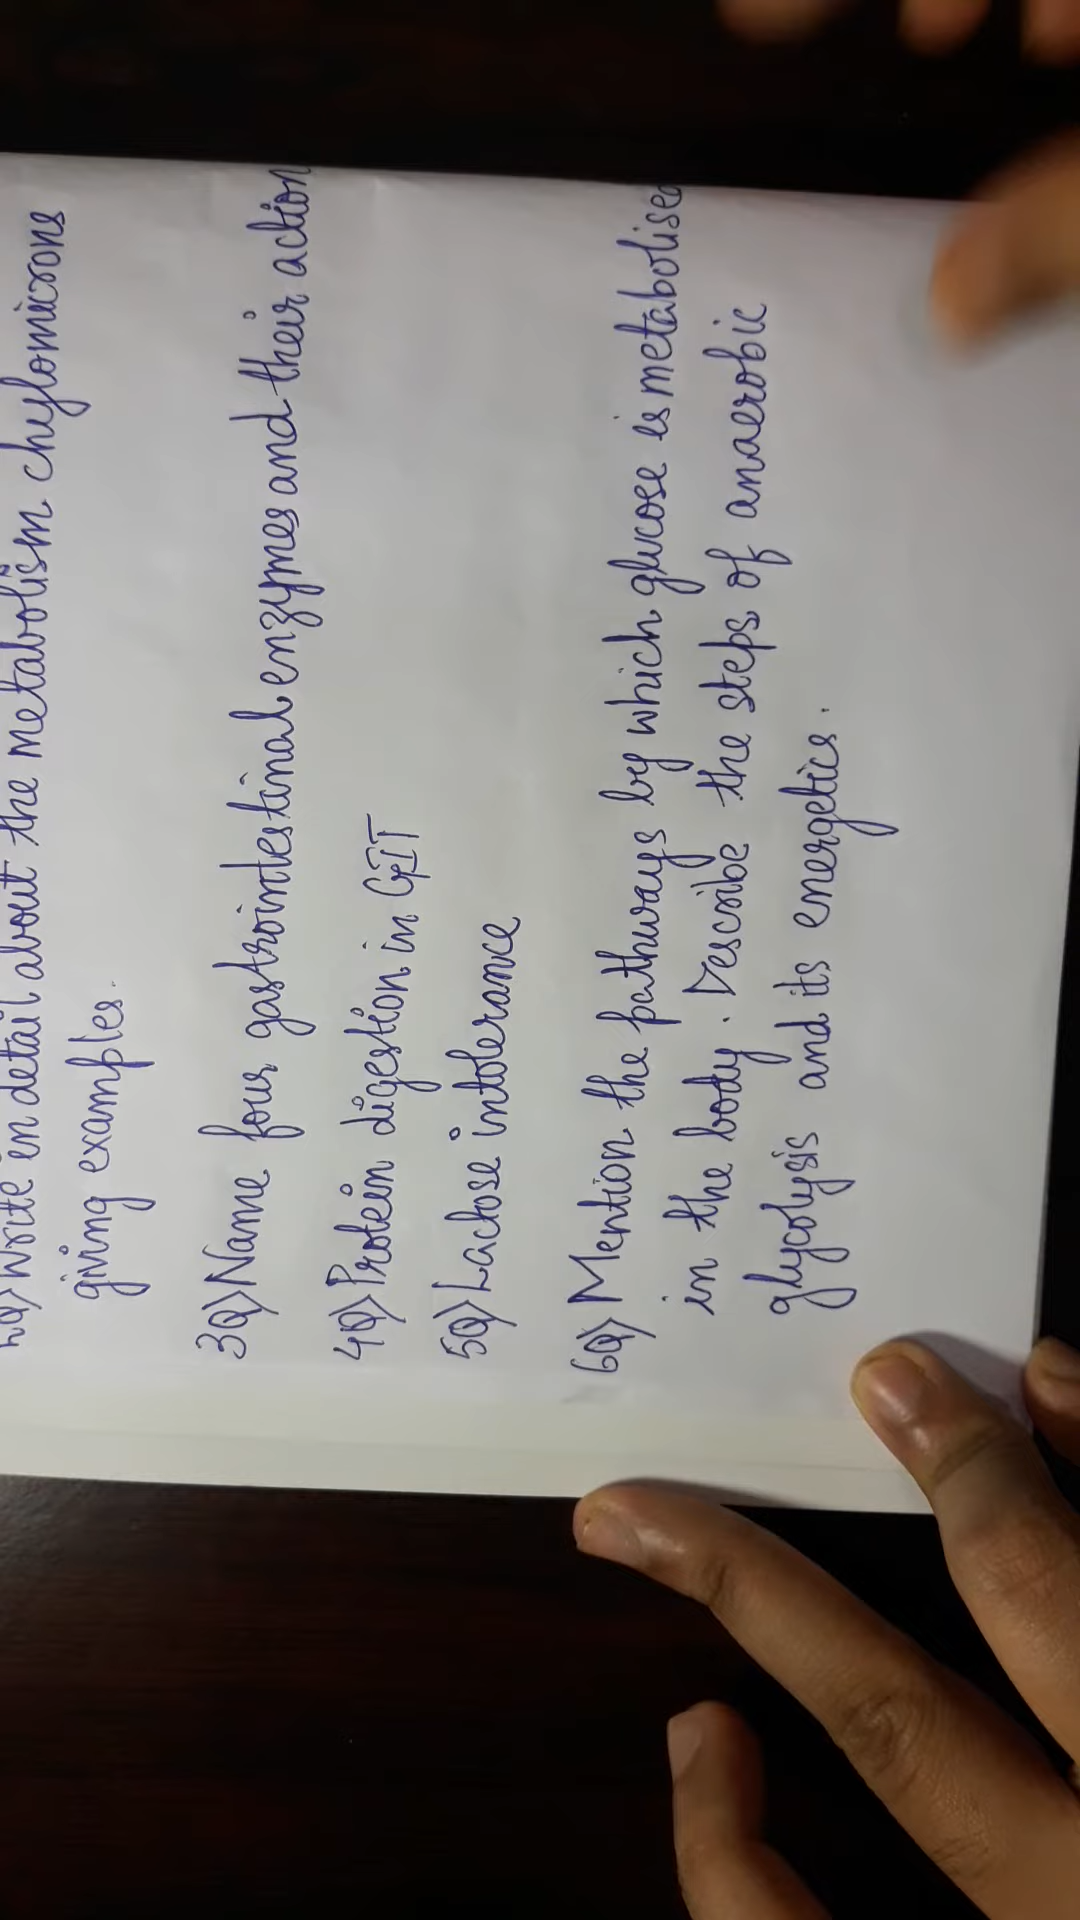 Write in detail about the metabolism chylomicrons
giving examples.
3Q) Name four gastrointestinal enzymes and their action
4Q) Protein digestion in GIT
5Q) Lactose intolerance
6Q) Mention the pathways by which glucose is metabolised
in the body. Describe the steps of anaerobic
glycolysis and its energetics.